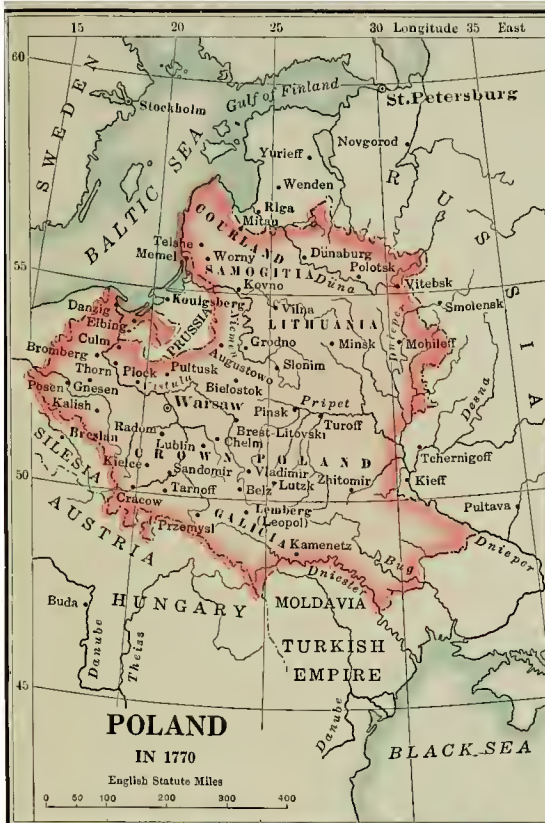 15 20 25 30 Longitude 35 East
60
SWEDEN
Stockholm
Gulf of Finland
St. Petersburg
Novgorod
Yurieff
BALTIC SEA
Wenden
RUSSIA
Riga
Mitau
COURLAND
Telshe
Memel
Worny
SAMOGITIA
Dünaburg
Polotsk
Düna
Vitebsk
55
Kovno
Konigsberg
Smolensk
Danzig
Elbing
PRUSSIA
Niemen
Vilna
LITHUANIA
Dnieper
Culm
Grodno
Minsk
Mohileff
Bromberg
Augustowo
Thorn
Plock
Pultusk
Slonim
Desna
Posen
Gnesen
Vistula
Bielostok
Kalish
Warsaw
Pinsk
Pripet
Turoff
Breslau
Radom
Brest-Litovski
SILESIA
Lublin
Chelm
Tchernigoff
CROWN POLAND
50
Kielce
Sandomir
Vladimir
Lutzk
Zhitomir
Kieff
Cracow
Tarnoff
Belz
Pultava
AUSTRIA
Przemysl
GALICIA
Lemberg
(Leopol)
Kamenetz
Bug
Dnieper
Dniester
Buda
HUNGARY
MOLDAVIA
Danube
Theiss
TURKISH
EMPIRE
45
Danube
POLAND
IN 1770
BLACK SEA
English Statute Miles
0 50 100 200 300 400
15 20 25 30